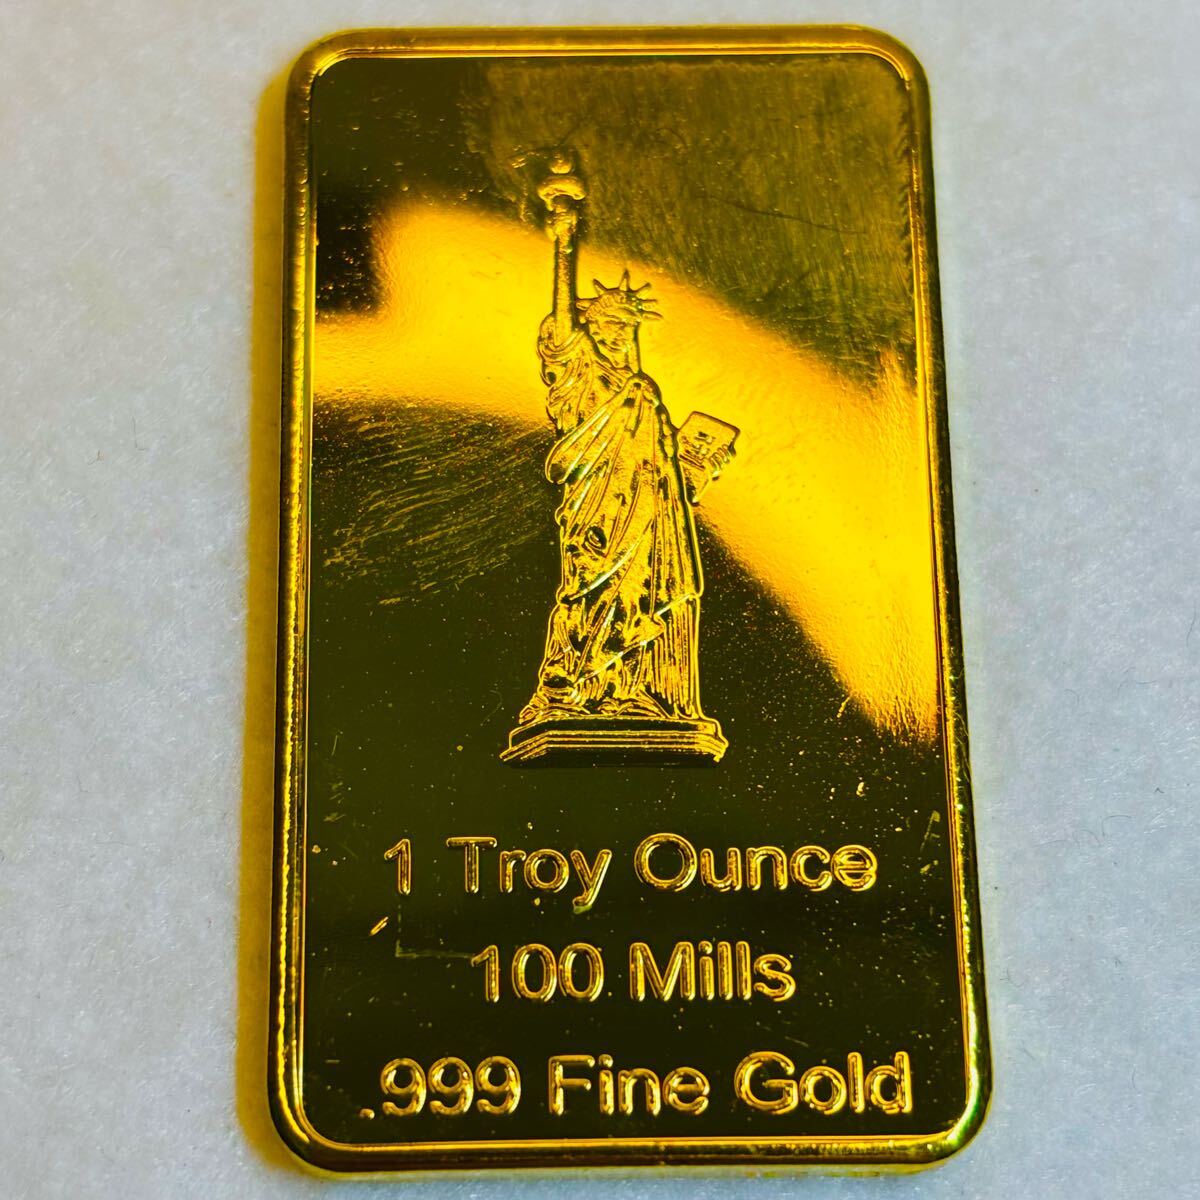 1 Troy Ounce
100 Mills
.999 Fine Gold